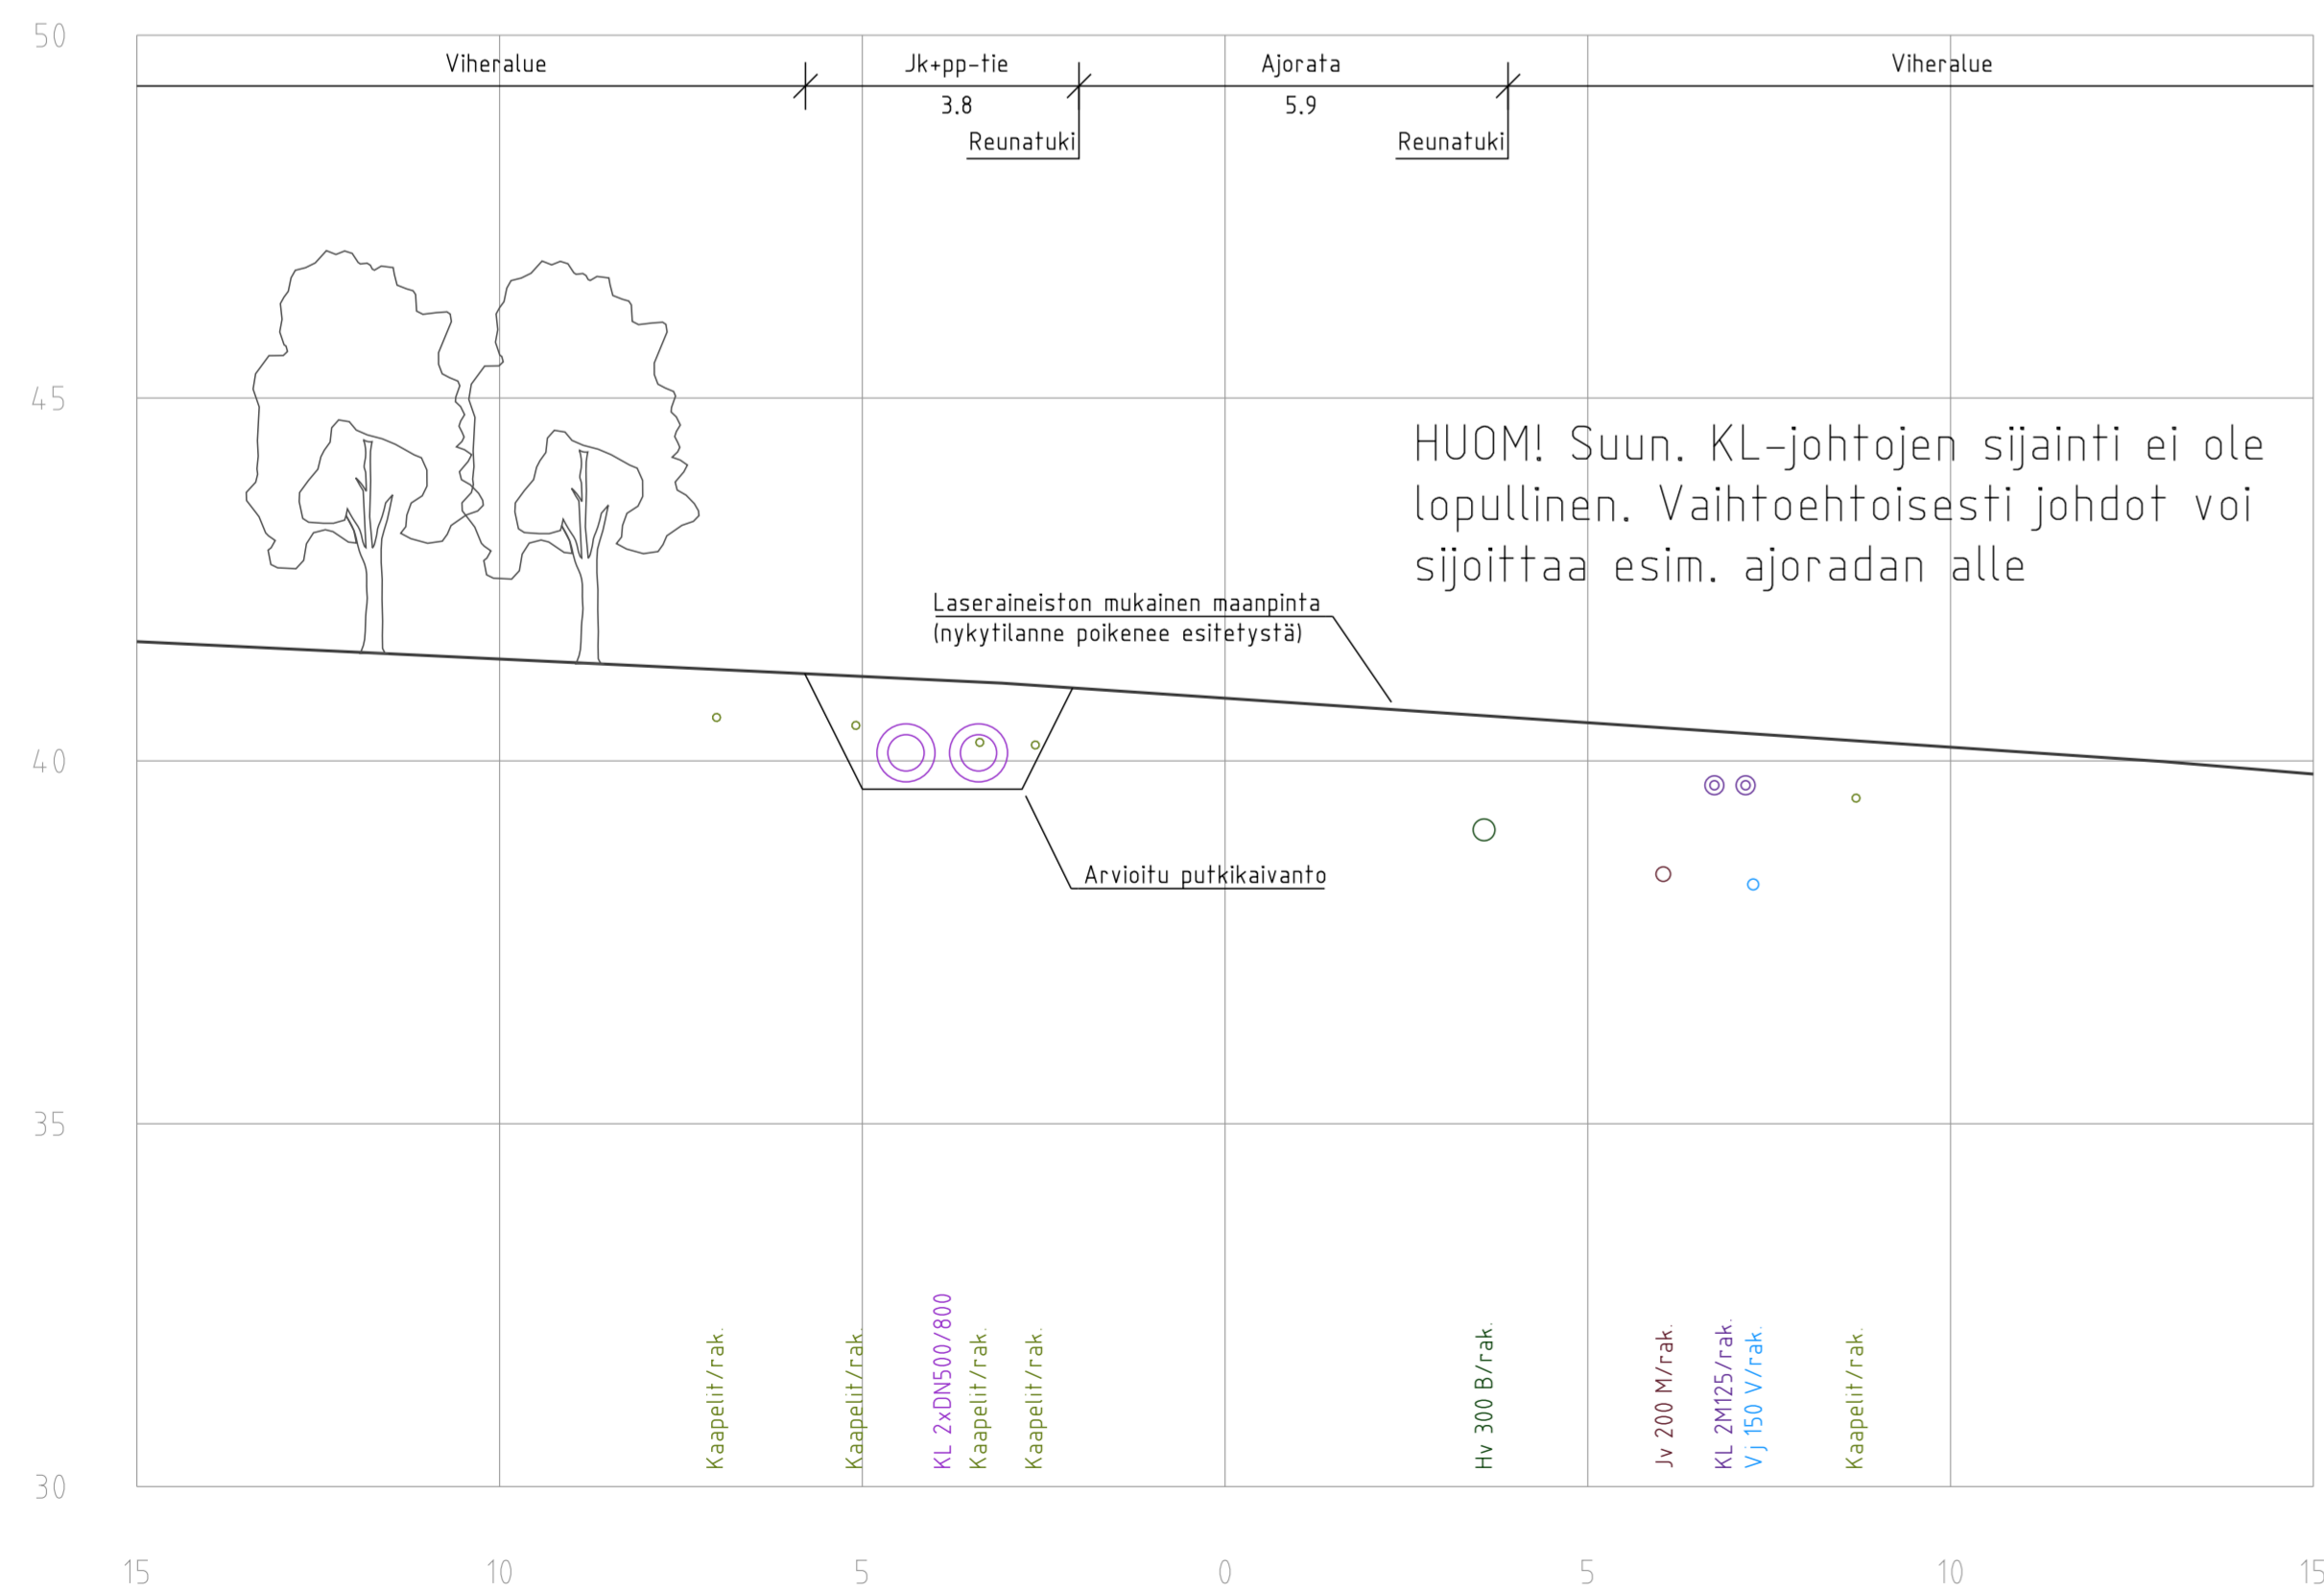 50
Viheralue
Jk+pp-tie
Ajorata
Viheralue
3.8
5.9
Reunatuki
Reunatuki
45
HUOM! Suun. KL-johtojen sijainti ei ole
lopullinen. Vaihtoehtoisesti johdot voi
sijoittaa esim. ajoradan alle
Laseraineiston mukainen maanpinta
(nykytilanne poikenee esitetystä)
40
Arvioitu putkikaivanto
35
Kaapelit/rak.
Kaapelit/rak.
KL 2xDN500/800
Kaapelit/rak.
Kaapelit/rak.
Hv 300 B/rak.
Jv 200 M/rak.
KL 2M125/rak.
Vj 150 V/rak.
Kaapelit/rak.
30
15
10
5
0
5
10
15